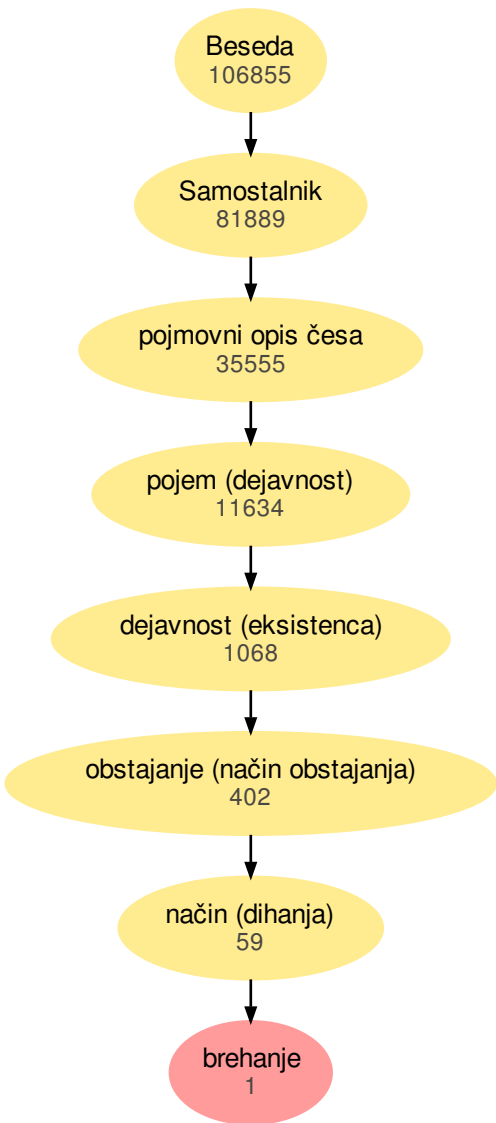 Beseda
106855
Samostalnik
81889
pojmovni opis česa
35555
pojem (dejavnost)
11634
dejavnost (eksistenca)
1068
obstajanje (način obstajanja)
402
način (dihanja)
59
brehanje
1